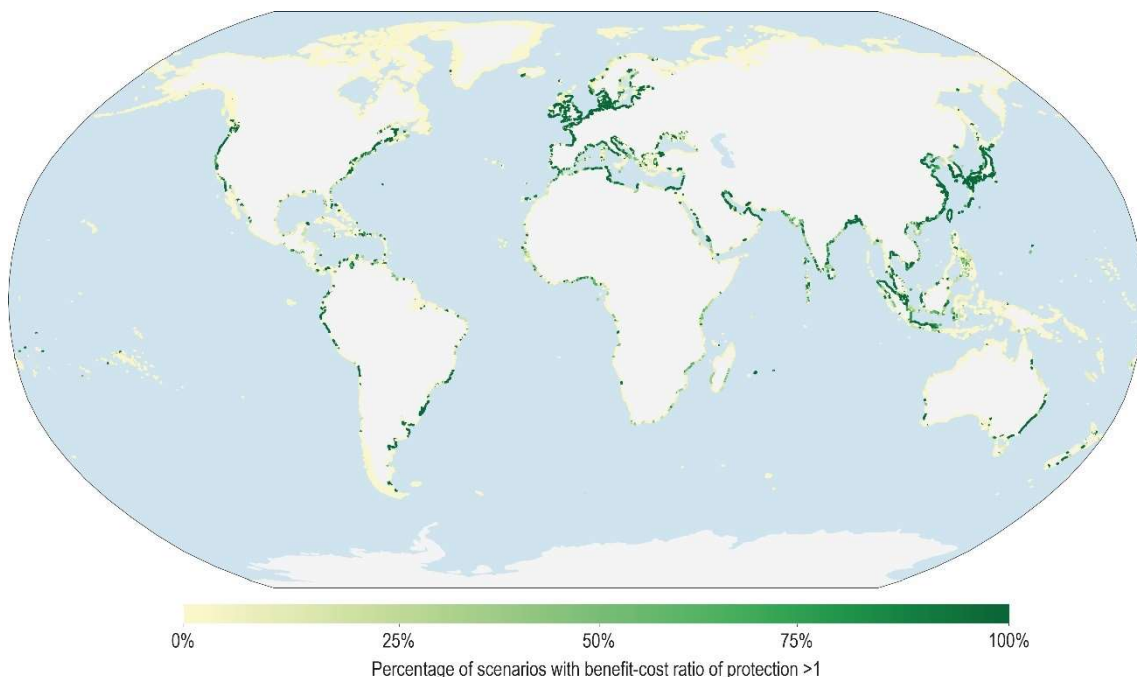 0% 25% 50% 75% 100%
Percentage of scenarios with benefit-cost ratio of protection >1